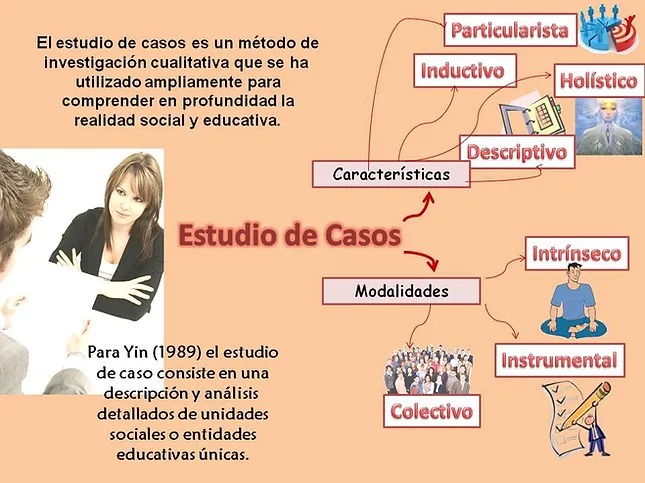 El estudio de casos es un método de
investigación cualitativa que se ha
utilizado ampliamente para
comprender en profundidad la
realidad social y educativa.
Particularista
Inductivo
Holístico
Descriptivo
Características
Estudio de Casos
Modalidades
Intrínseco
Instrumental
Colectivo
Para Yin (1989) el estudio
de caso consiste en una
descripción y análisis
detallados de unidades
sociales o entidades
educativas únicas.